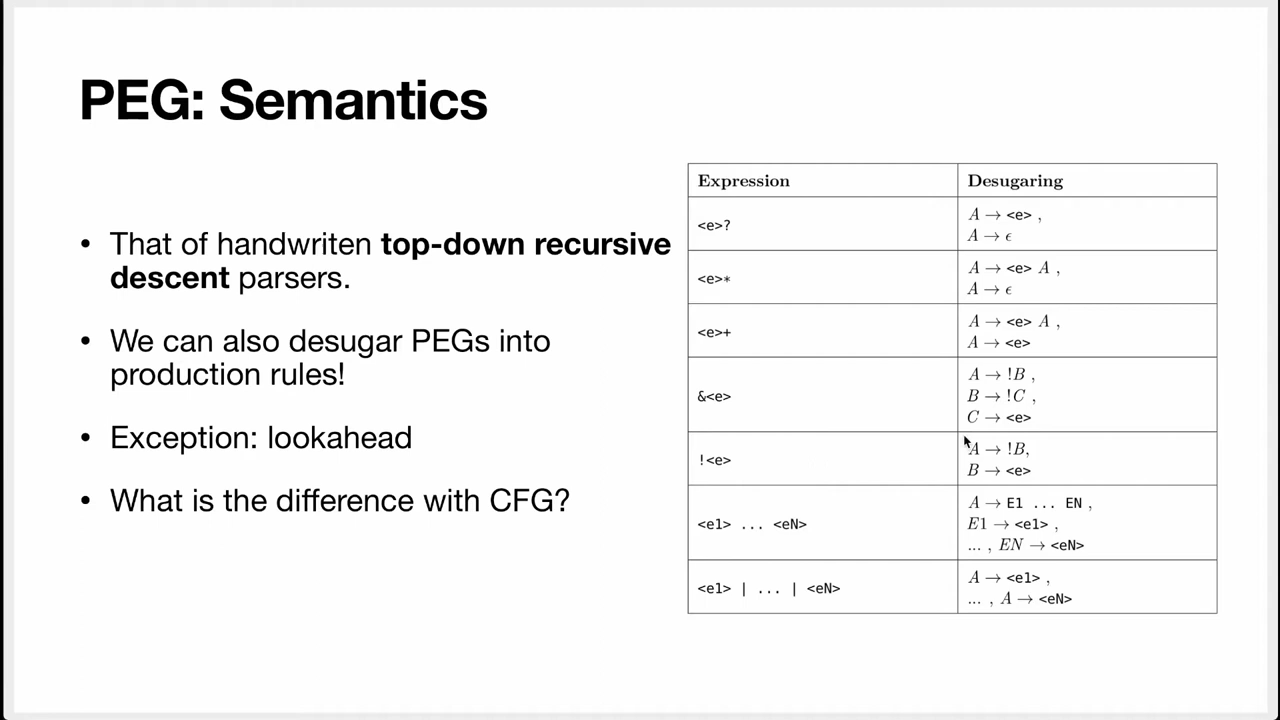 PEG: Semantics
• That of handwriten top-down recursive
descent parsers.
• We can also desugar PEGs into
production rules!
• Exception: lookahead
• What is the difference with CFG?
Expression Desugaring
<e>? A → <e> ,
A → ϵ
<e>* A → <e> A ,
A → ϵ
<e>+ A → <e> A ,
A → <e>
&<e> A → !B ,
B → !C ,
C → <e>
!<e> A → !B,
B → <e>
<e1> ... <eN> A → E1 ... EN ,
E1 → <e1> ,
... , EN → <eN>
<e1> | ... | <eN> A → <e1> ,
... , A → <eN>